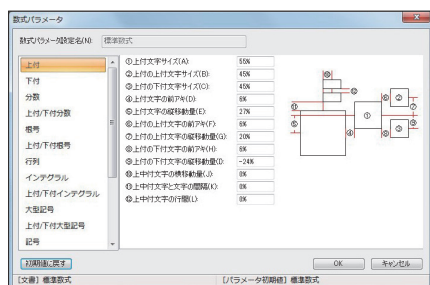 数式パラメータ
数式パラメータ設定名(N): 標準数式
上付
下付
分数
上付/下付分数
根号
上付/下付根号
行列
インテグラル
上付/下付インテグラル
大型記号
上付/下付大型記号
記号
①上付文字サイズ(A): 55%
②上付の上付文字サイズ(B): 45%
③上付の下付文字サイズ(C): 45%
④上付文字の前アキ(D): 6%
⑤上付文字の縦移動量(E): 27%
⑥上付の上付文字の前アキ(F): 6%
⑦上付の上付文字の縦移動量(G): 20%
⑧上付の下付文字の前アキ(H): 6%
⑨上付の下付文字の縦移動量(I): -24%
⑩上中付文字の横移動量(J): 0%
⑪上中付文字と文字の間隔(K): 0%
⑫上中付文字の行間(L): 0%
⑩
⑫
⑪
⑤
④
①
⑥
②
⑦
⑧
③
⑨
初期値に戻す
OK
キャンセル
[文書] 標準数式
[パラメータ初期値] 標準数式